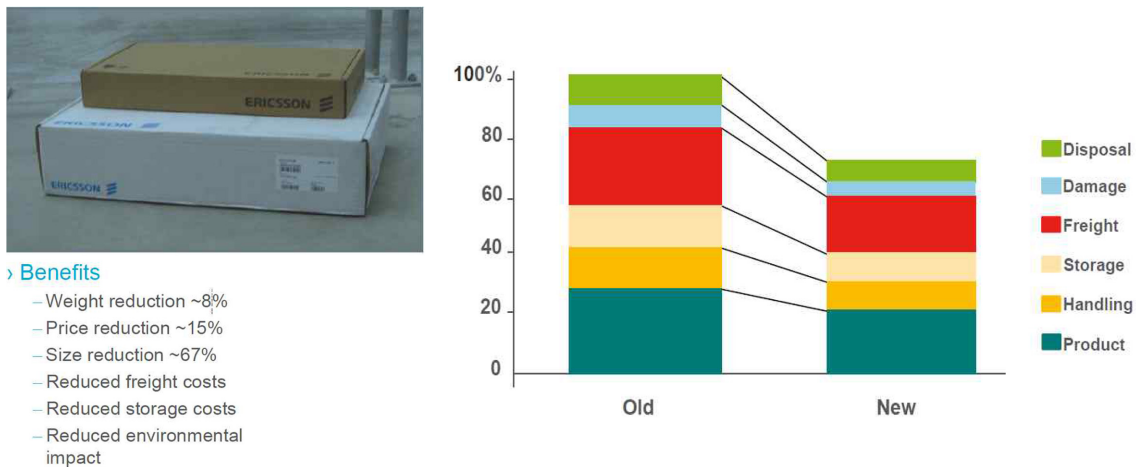 ERICSSON
ERICSSON
ERICSSON
ERICSSON
› Benefits
– Weight reduction ~8%
– Price reduction ~15%
– Size reduction ~67%
– Reduced freight costs
– Reduced storage costs
– Reduced environmental
impact
100%
80
60
40
20
0
Old
New
Disposal
Damage
Freight
Storage
Handling
Product